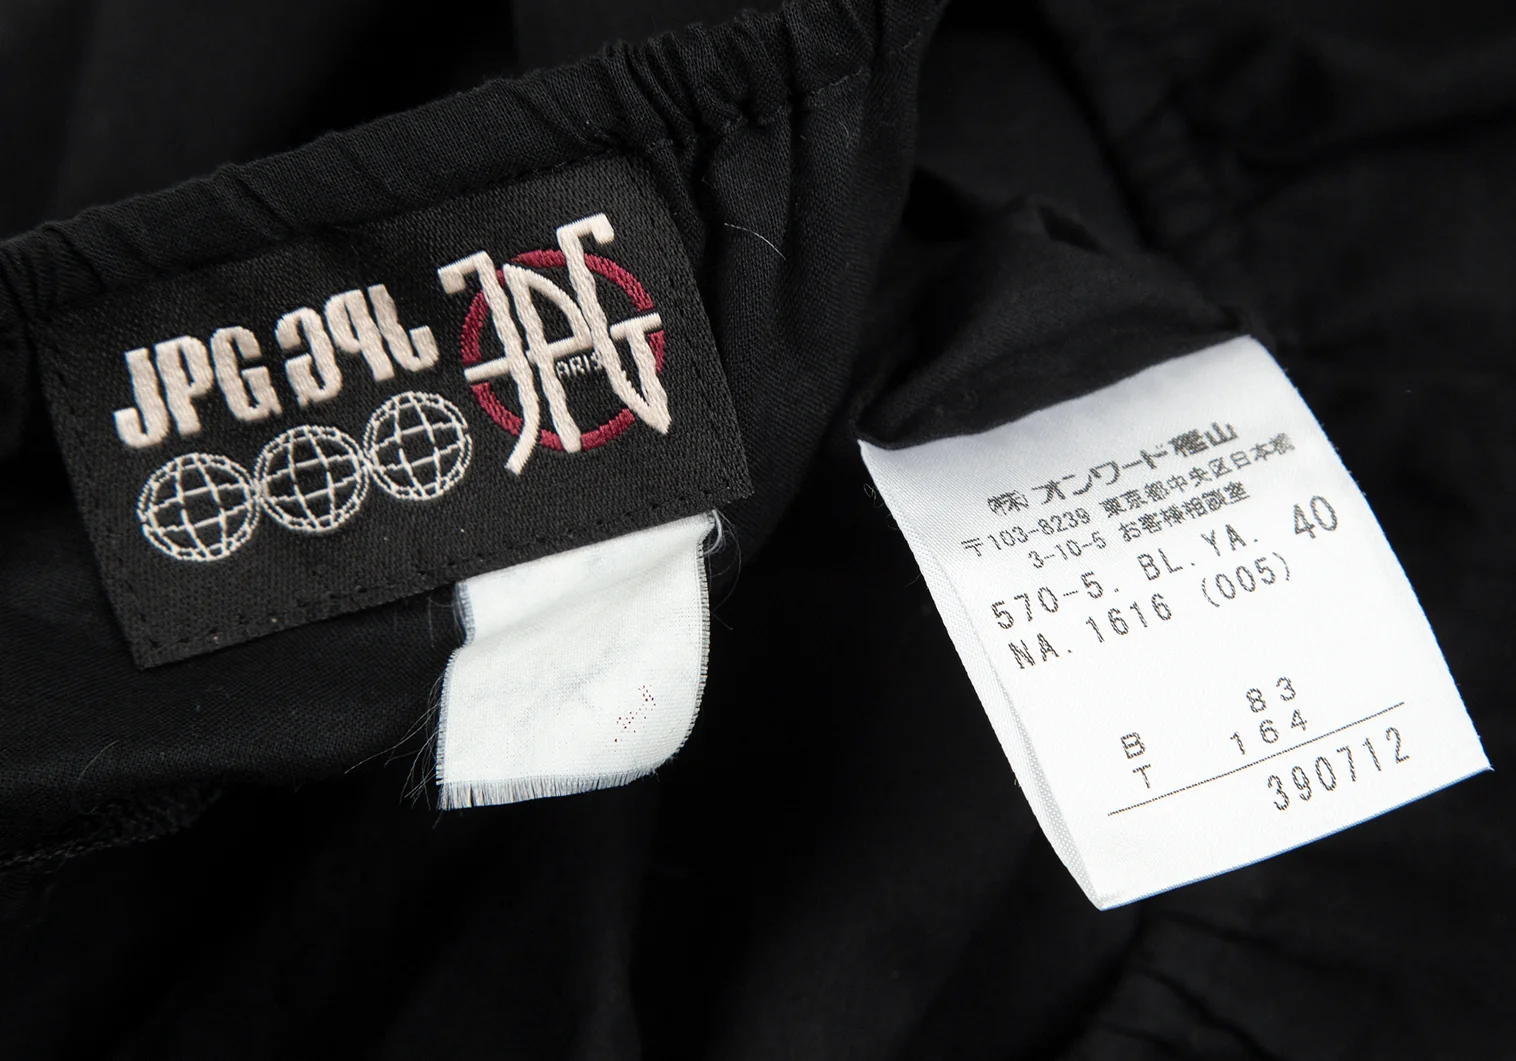 JPG JPG
JPG
PARIS
㈱オンワード樫山
〒103-8239 東京都中央区日本橋
3-10-5 お客様相談室
570-5. BL. YA. 40
NA. 1616 (005)
B 83
T 164
390712